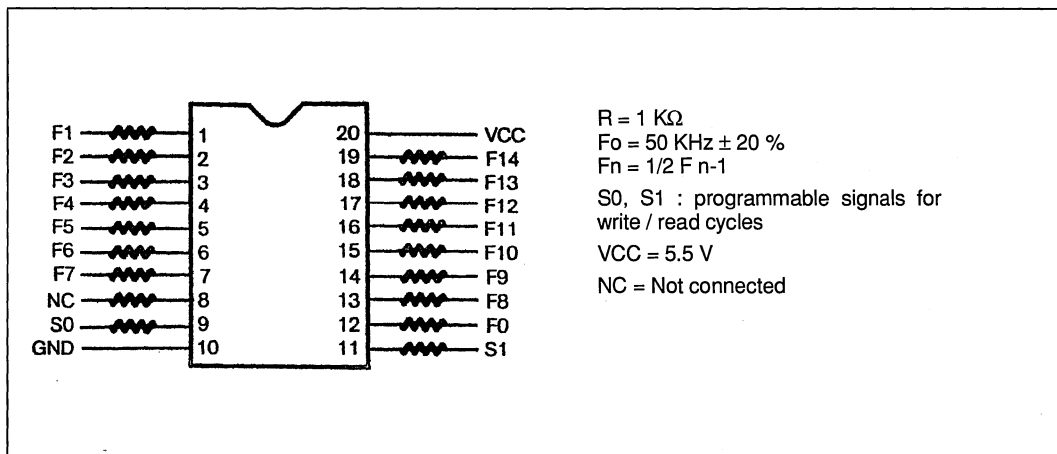 F1 1 20 VCC
F2 2 19 F14
F3 3 18 F13
F4 4 17 F12
F5 5 16 F11
F6 6 15 F10
F7 7 14 F9
NC 8 13 F8
S0 9 12 F0
GND 10 11 S1
R = 1 KΩ
Fo = 50 KHz ± 20 %
Fn = 1/2 F n-1
S0, S1 : programmable signals for
write / read cycles
VCC = 5.5 V
NC = Not connected